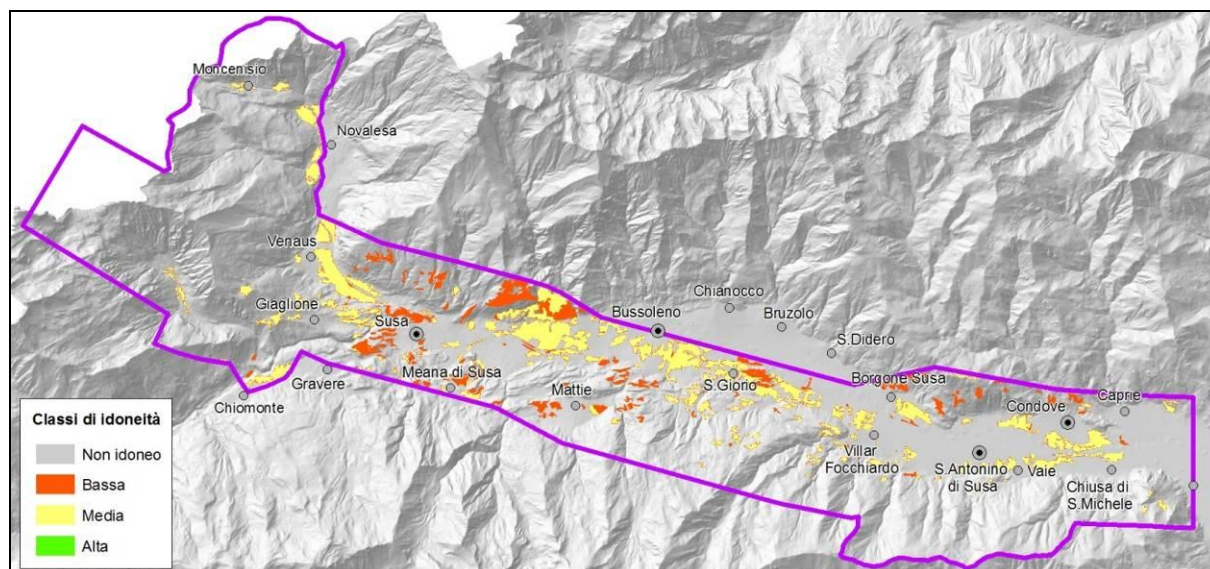 Moncenisio
Novalesa
Venaus
Giaglione
Susa
Bussoleno
Chianocco
Bruzolo
S.Didero
Gravere
Meana di Susa
Mattie
S.Giorio
Borgone Susa
Condove
Caprie
Chiomonte
Villar
Focchiardo
S.Antonino
di Susa
Vaie
Chiusa di
S.Michele
Classi di idoneità
Non idoneo
Bassa
Media
Alta